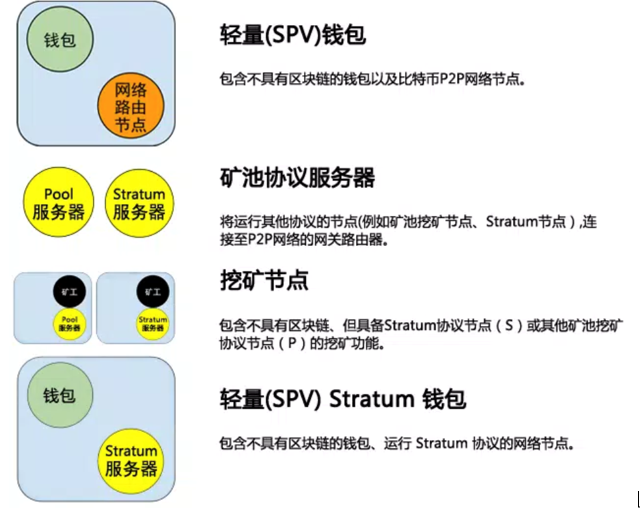 钱包
网络
路由
节点
轻量(SPV)钱包
包含不具有区块链的钱包以及比特币P2P网络节点。
Pool
服务器
Stratum
服务器
矿池协议服务器
将运行其他协议的节点(例如矿池挖矿节点、Stratum节点）,连
接至P2P网络的网关路由器。
矿工
Pool
服务器
矿工
Stratum
服务器
挖矿节点
包含不具有区块链、但具备Stratum协议节点（S）或其他矿池挖矿
协议节点（P）的挖矿功能。
钱包
Stratum
服务器
轻量(SPV) Stratum 钱包
包含不具有区块链的钱包、运行 Stratum 协议的网络节点。